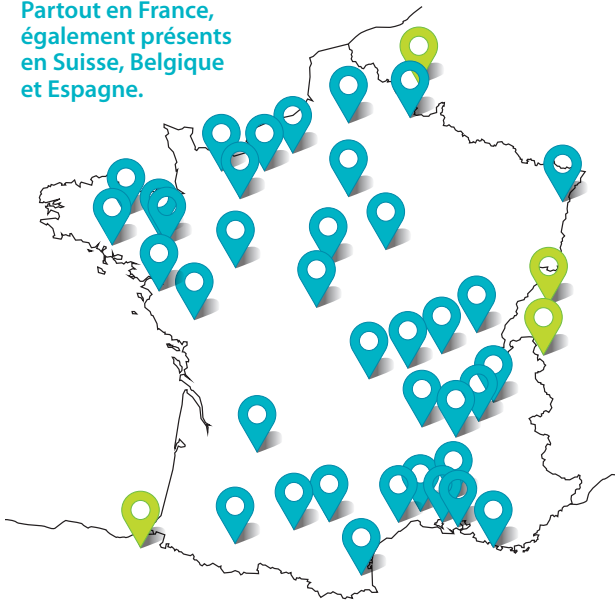 Partout en France,
également présents
en Suisse, Belgique
et Espagne.